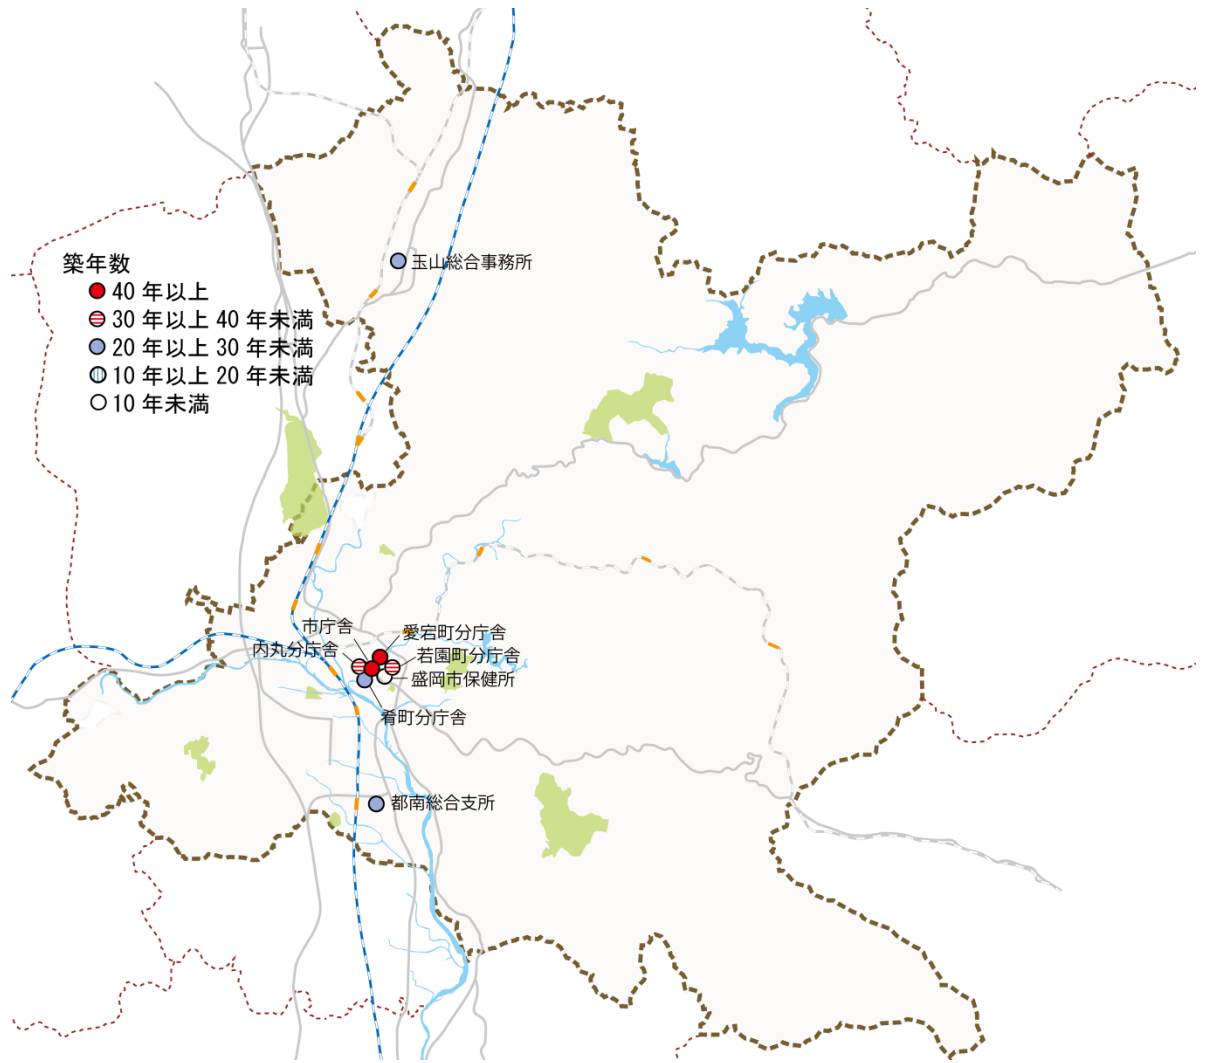 玉山総合事務所
築年数
40 年以上
30 年以上 40 年未満
20 年以上 30 年未満
10 年以上 20 年未満
10 年未満
市庁舎
愛宕町分庁舎
内丸分庁舎
若園町分庁舎
盛岡市保健所
肴町分庁舎
都南総合支所